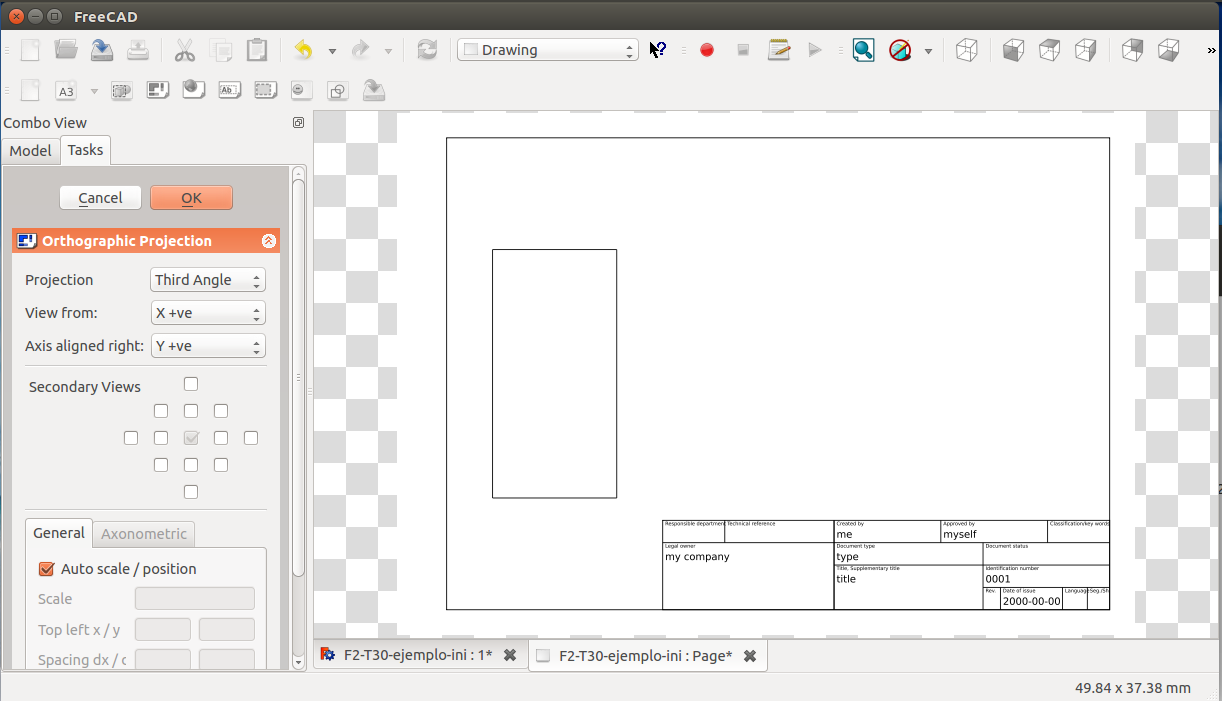 FreeCAD
Drawing
»
A3
Ab
Combo View
Model Tasks
Cancel OK
Orthographic Projection
Projection Third Angle
View from: X +ve
Axis aligned right: Y +ve
Secondary Views
General Axonometric
Auto scale / position
Scale
Top left x / y
Spacing dx / 
Responsible departmen Technical reference Created by Approved by Classification/key words
me myself
Legal owner Document type Document status
my company type
Title, Supplementary title Identification number
title 0001
Rev. Date of issue Language Seg./Sh
2000-00-00
F2-T30-ejemplo-ini : 1* F2-T30-ejemplo-ini : Page*
49.84 x 37.38 mm